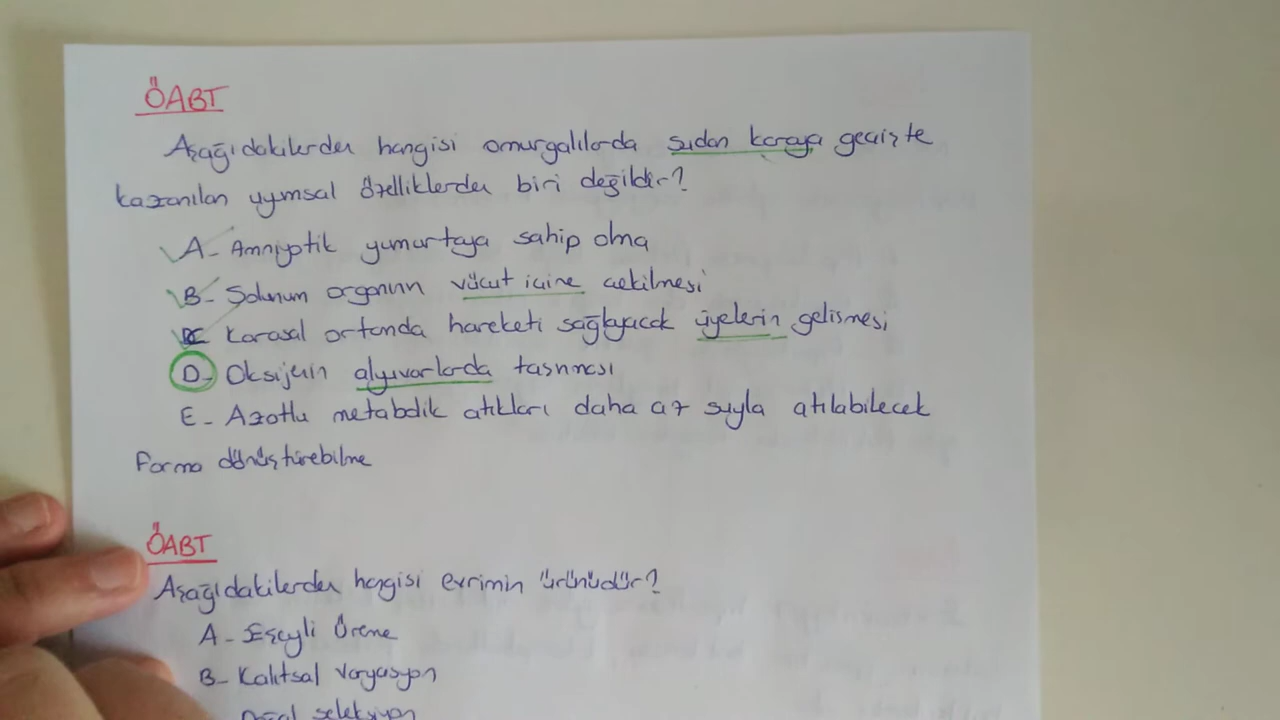 ÖABT
Aşağıdakilerden hangisi omurgalılarda sudan karaya geçişte
kazanılan uyumsal özelliklerden biri değildir?
A- Amniyotik yumurtaya sahip olma
B- Solunum organının vücut içine çekilmesi
C karasal ortamda hareketi sağlayacak üyelerin gelişmesi
D- Oksijenin alyuvarlarda taşınması
E- Azotlu metabolik atıkları daha az suyla atılabilecek
forma dönüştürebilme
ÖABT
Aşağıdakilerden hangisi evrimin ürünüdür?
A- Eşeyli Üreme
B- Kalıtsal Varyasyon
Doğal seleksiyon